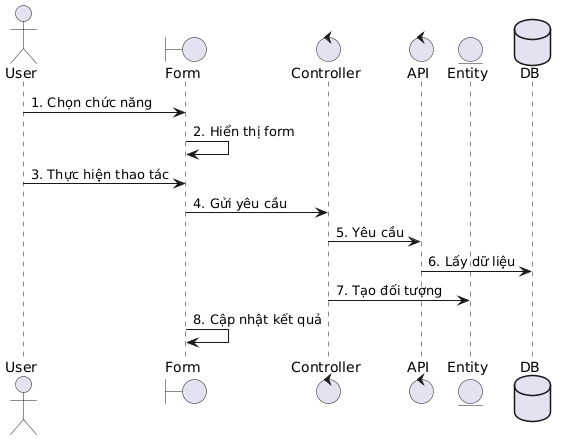 User Form Controller API Entity DB
1. Chọn chức năng
2. Hiển thị form
3. Thực hiện thao tác
4. Gửi yêu cầu
5. Yêu cầu
6. Lấy dữ liệu
7. Tạo đối tượng
8. Cập nhật kết quả
User Form Controller API Entity DB